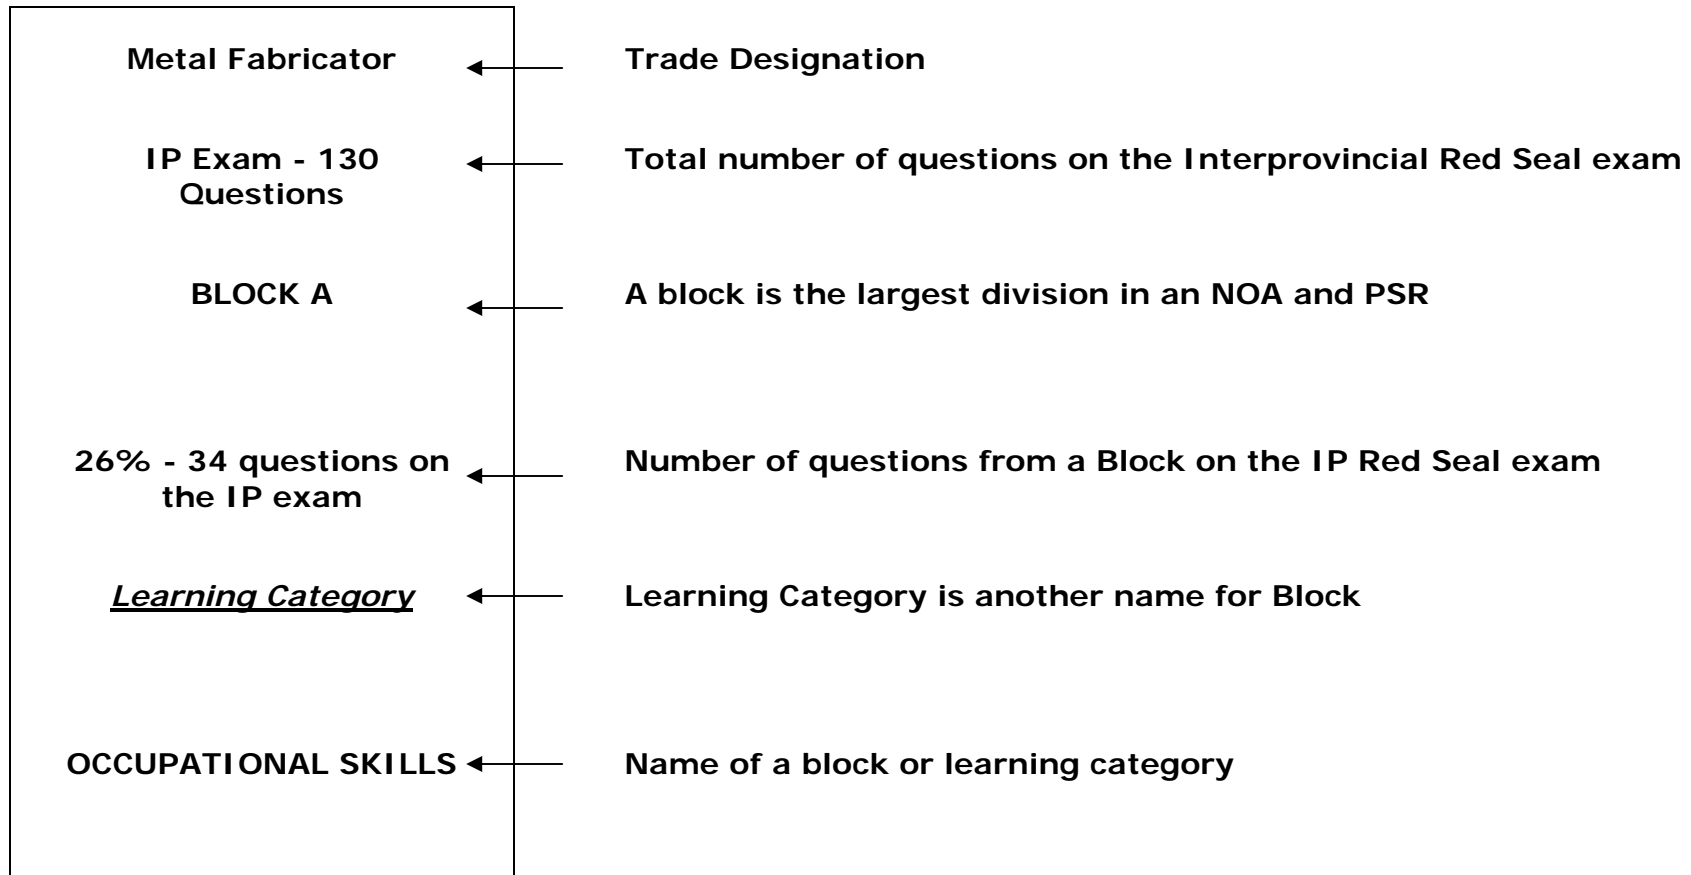 Metal Fabricator
Trade Designation
IP Exam - 130
Questions
Total number of questions on the Interprovincial Red Seal exam
BLOCK A
A block is the largest division in an NOA and PSR
26% - 34 questions on
the IP exam
Number of questions from a Block on the IP Red Seal exam
Learning Category
Learning Category is another name for Block
OCCUPATIONAL SKILLS
Name of a block or learning category